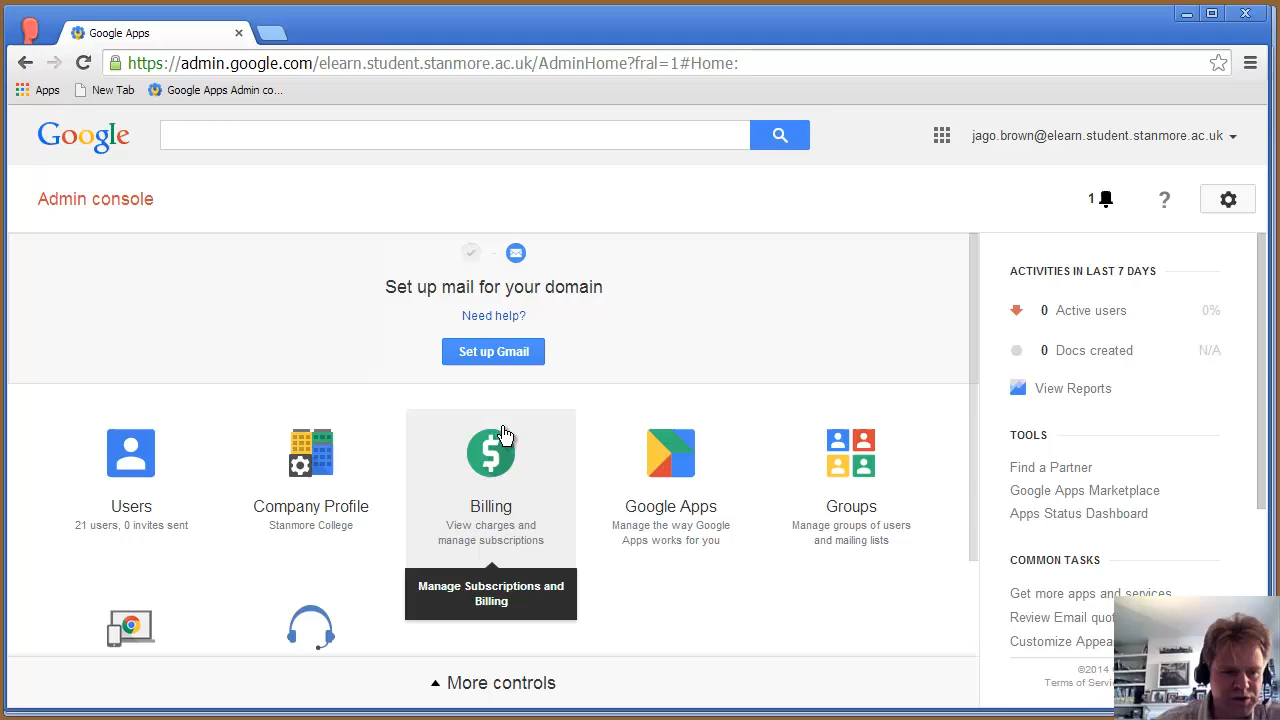 Google Apps
https://admin.google.com/elearn.student.stanmore.ac.uk/AdminHome?fral=1#Home:
Apps
New Tab
Google Apps Admin co...
Google
jago.brown@elearn.student.stanmore.ac.uk
Admin console
1
?
Set up mail for your domain
Need help?
Set up Gmail
Users
21 users, 0 invites sent
Company Profile
Stanmore College
Billing
View charges and
manage subscriptions
Google Apps
Manage the way Google
Apps works for you
Groups
Manage groups of users
and mailing lists
Manage Subscriptions and
Billing
More controls
ACTIVITIES IN LAST 7 DAYS
0 Active users 0%
0 Docs created N/A
View Reports
TOOLS
Find a Partner
Google Apps Marketplace
Apps Status Dashboard
COMMON TASKS
Get more apps and services
Review Email quo
Customize Appea
©2014
Terms of Servi